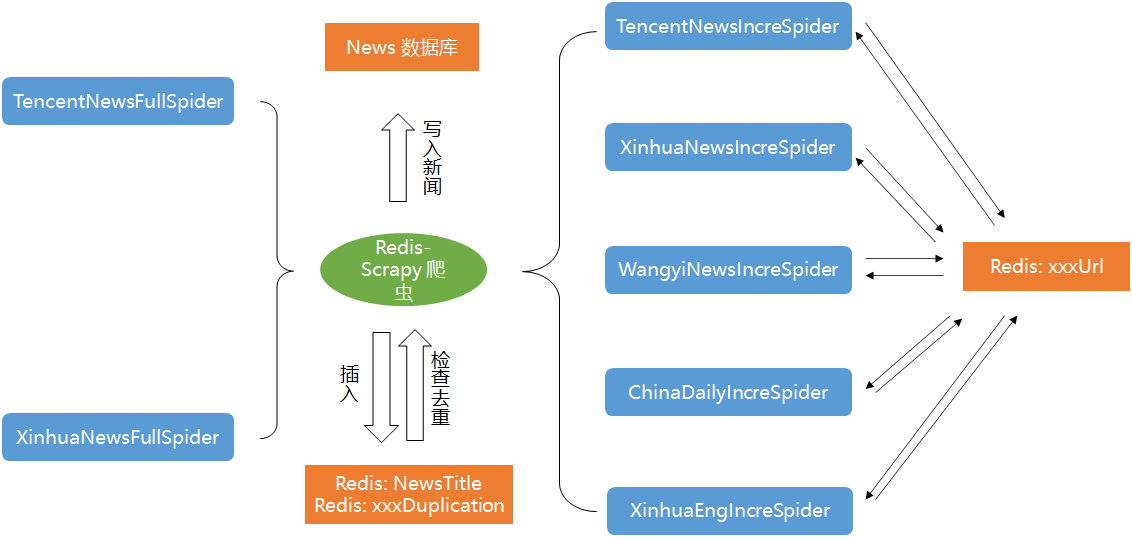 TencentNewsFullSpider
XinhuaNewsFullSpider
News 数据库
写入新闻
Redis-
Scrapy 爬
虫
插入
检查去重
Redis: NewsTitle
Redis: xxxDuplication
TencentNewsIncreSpider
XinhuaNewsIncreSpider
WangyiNewsIncreSpider
ChinaDailyIncreSpider
XinhuaEngIncreSpider
Redis: xxxUrl